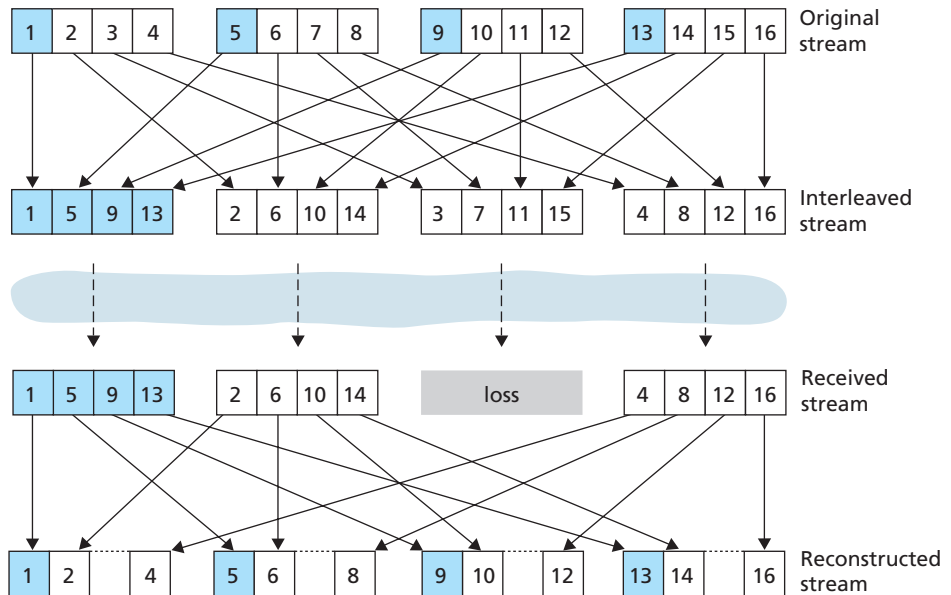 1 2 3 4 5 6 7 8 9 10 11 12 13 14 15 16 Original
stream
1 5 9 13 2 6 10 14 3 7 11 15 4 8 12 16 Interleaved
stream
1 5 9 13 2 6 10 14 loss 4 8 12 16 Received
stream
1 2 4 5 6 8 9 10 12 13 14 16 Reconstructed
stream